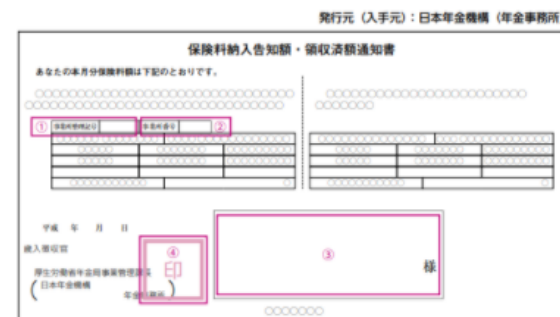 発行元（入手元）：日本年金機構（年金事務所
保険料納入告知額・領収済額通知書
あなたの本月分保険料額は下記のとおりです。
○○○○○○○○○○○○○○○○○○○○○○○○○○○○○○○○○
○○○○○○○
① 事業所整理記号 事業所番号 ②
平成 年 月 日
歳入徴収官
厚生労働省年金局事業管理課長
（日本年金機構 年金事務所）
④
印
③
様
○○○○○○○